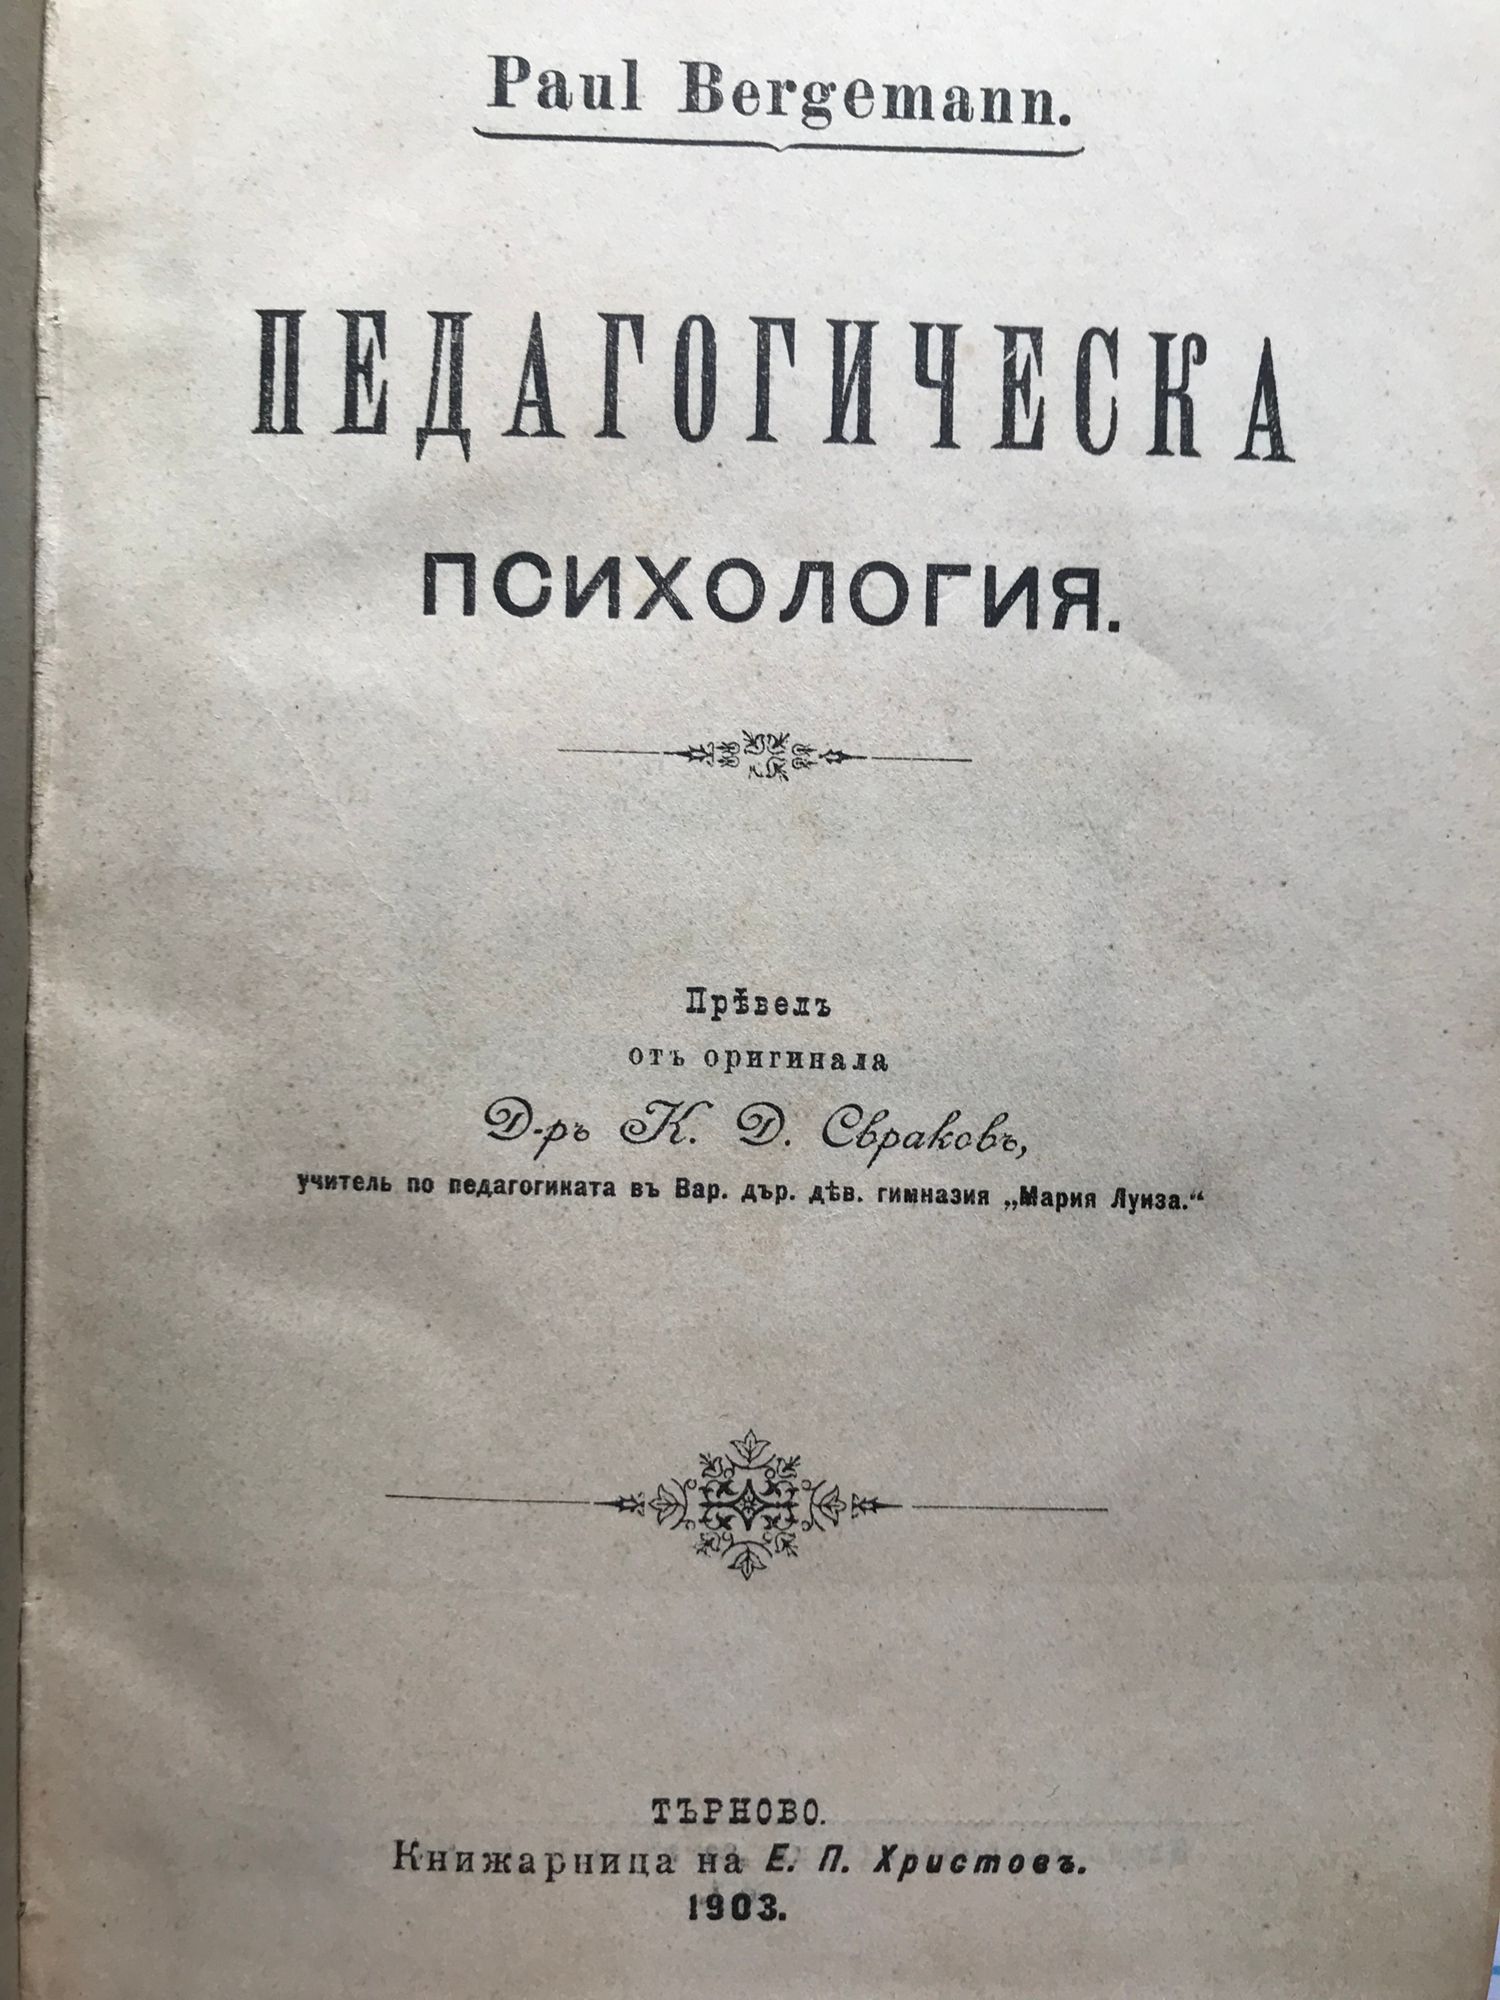 Paul Bergemann.
ПЕДАГОГИЧЕСКА
ПСИХОЛОГИЯ.
Прѣвелъ
отъ оригинала
Д-ръ К. Д. Свраковъ,
учитель по педагогиката въ Вар. дър. дѣв. гимназия „Мария Луиза.“
ТЪРНОВО.
Книжарница на Е. П. Христовъ.
1903.